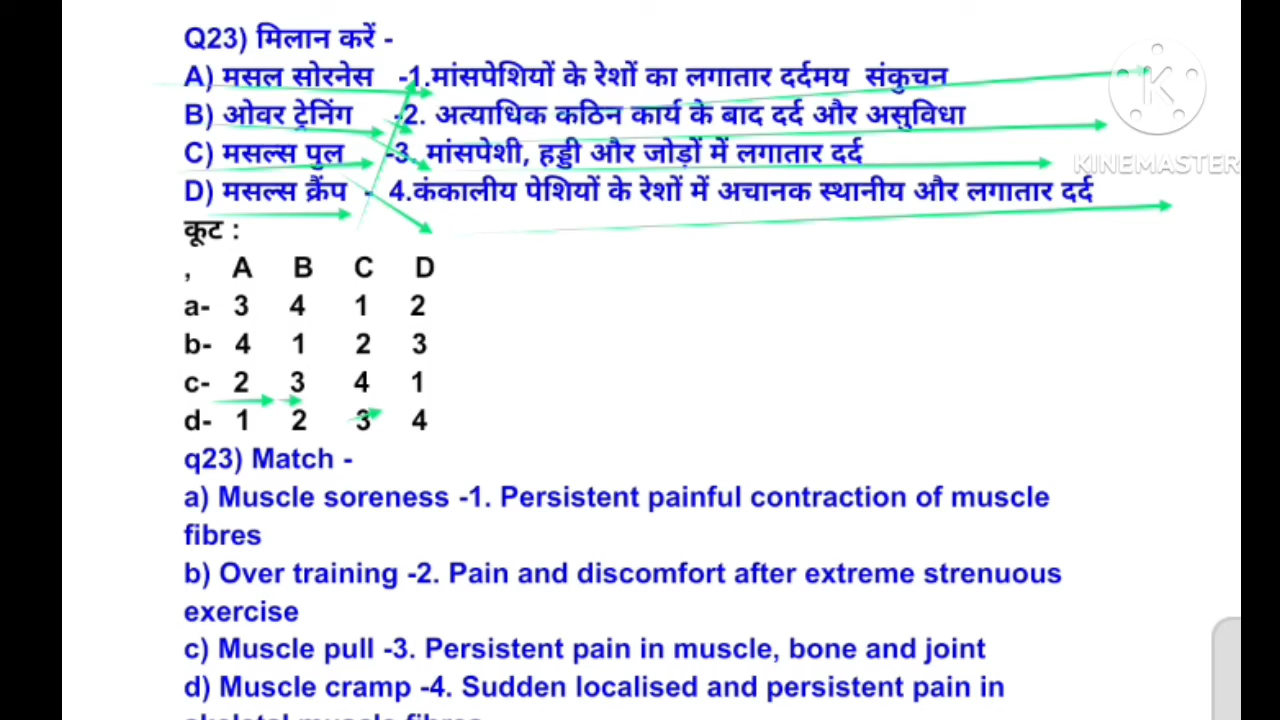 Q23) मिलान करें -
A) मसल सोरनेस -1.मांसपेशियों के रेशों का लगातार दर्दमय संकुचन
B) ओवर ट्रेनिंग -2. अत्याधिक कठिन कार्य के बाद दर्द और असुविधा
C) मसल्स पुल -3. मांसपेशी, हड्डी और जोड़ों में लगातार दर्द
D) मसल्स क्रैंप - 4.कंकालीय पेशियों के रेशों में अचानक स्थानीय और लगातार दर्द
K
KINEMASTER
कूट :
, A B C D
a- 3 4 1 2
b- 4 1 2 3
c- 2 3 4 1
d- 1 2 3 4
q23) Match -
a) Muscle soreness -1. Persistent painful contraction of muscle
fibres
b) Over training -2. Pain and discomfort after extreme strenuous
exercise
c) Muscle pull -3. Persistent pain in muscle, bone and joint
d) Muscle cramp -4. Sudden localised and persistent pain in
skeletal muscle fibres